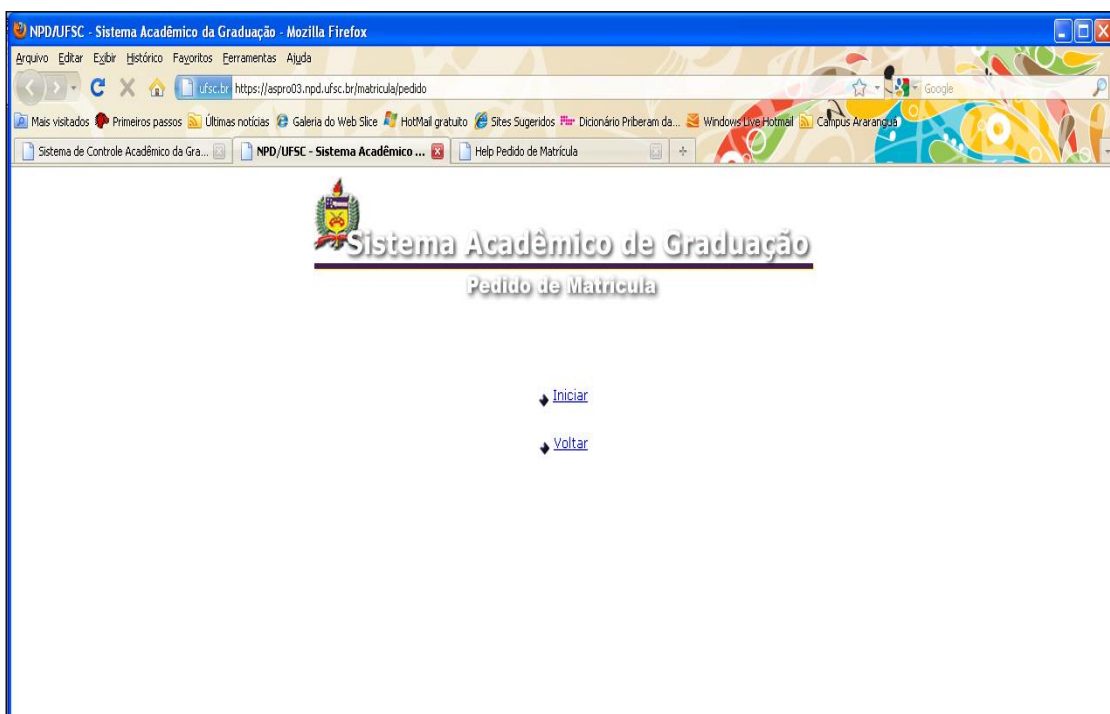 NPD/UFSC - Sistema Acadêmico da Graduação - Mozilla Firefox
Arquivo Editar Exibir Histórico Favoritos Ferramentas Ajuda
ufsc.br https://aspro03.npd.ufsc.br/matricula/pedido Google
Mais visitados Primeiros passos Últimas notícias Galeria do Web Slice HotMail gratuito Sites Sugeridos Dicionário Priberam da... Windows Live Hotmail Campus Araranguá
Sistema de Controle Acadêmico da Gra... NPD/UFSC - Sistema Acadêmico ... Help Pedido de Matrícula
Sistema Acadêmico de Graduação
Pedido de Matrícula
Iniciar
Voltar